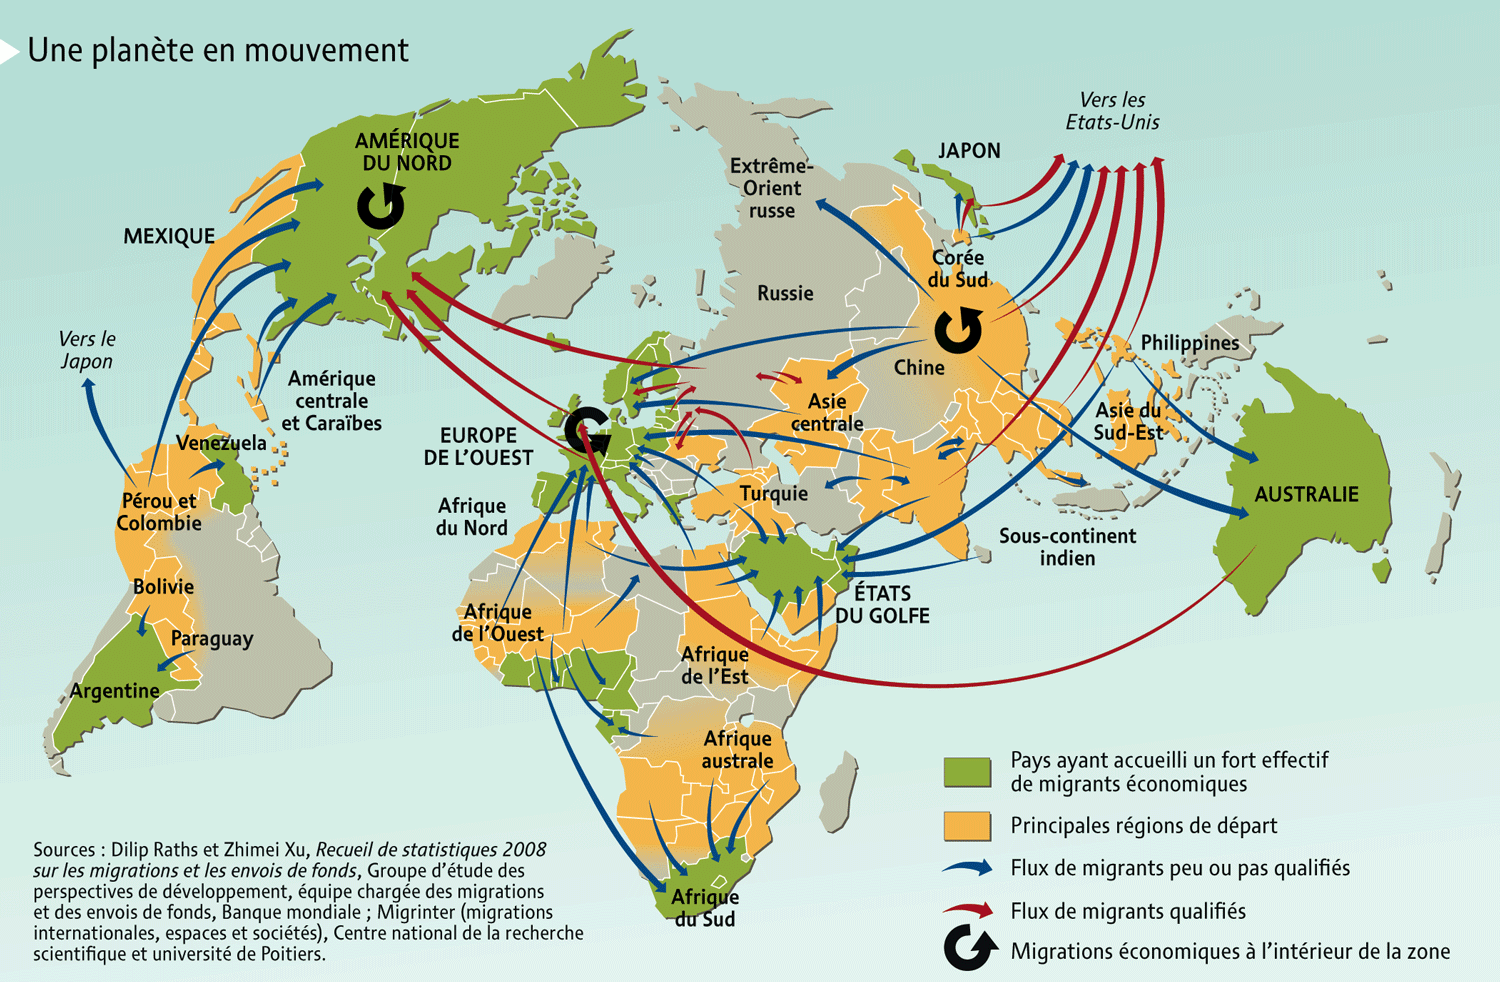 Une planète en mouvement
Vers les
Etats-Unis
AMÉRIQUE
DU NORD
JAPON
Extrême-
Orient
russe
MEXIQUE
Corée
du Sud
Russie
Vers le
Japon
Philippines
Chine
Amérique
centrale
et Caraïbes
Asie
centrale
Asie du
Sud-Est
EUROPE
DE L’OUEST
Venezuela
Pérou et
Colombie
Afrique
du Nord
Turquie
AUSTRALIE
Sous-continent
indien
Bolivie
ÉTATS
DU GOLFE
Afrique
de l’Ouest
Paraguay
Afrique
de l’Est
Argentine
Afrique
australe
Afrique
du Sud
Pays ayant accueilli un fort effectif
de migrants économiques
Principales régions de départ
Flux de migrants peu ou pas qualifiés
Flux de migrants qualifiés
Migrations économiques à l’intérieur de la zone
Sources : Dilip Raths et Zhimei Xu, Recueil de statistiques 2008
sur les migrations et les envois de fonds, Groupe d’étude des
perspectives de développement, équipe chargée des migrations
et des envois de fonds, Banque mondiale ; Migrinter (migrations
internationales, espaces et sociétés), Centre national de la recherche
scientifique et université de Poitiers.